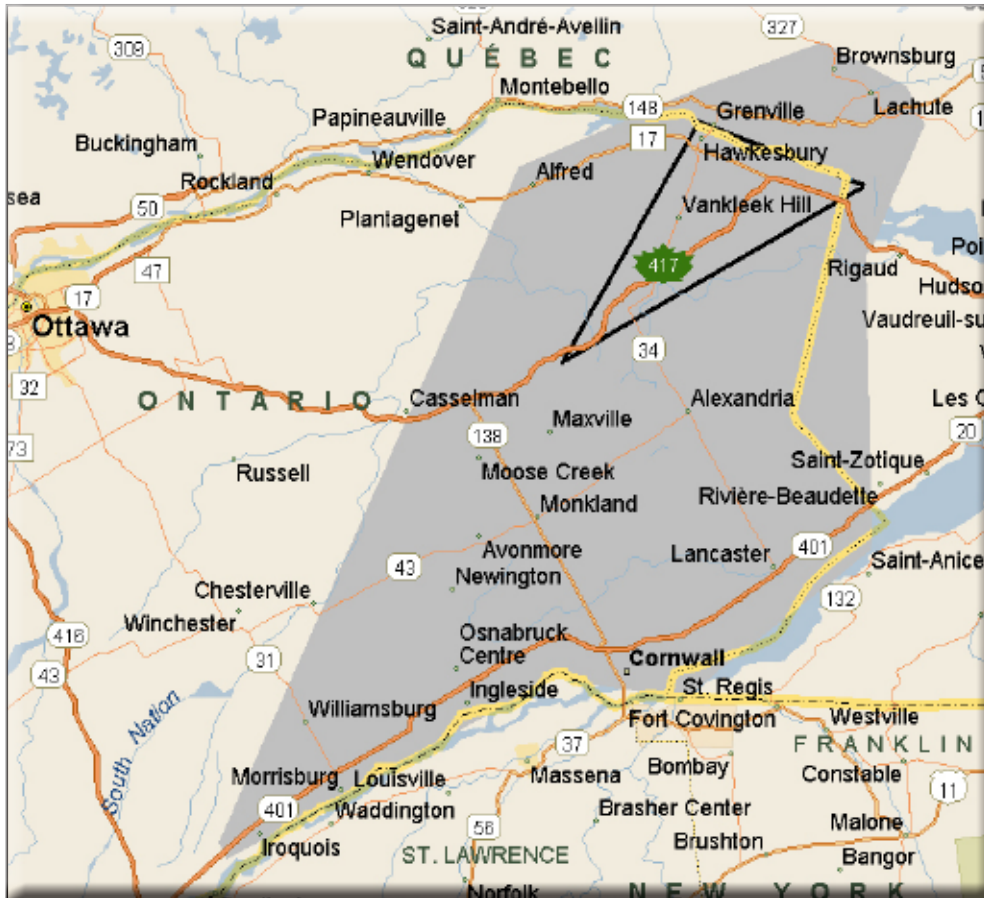 Saint-André-Avellin
327
309
QUÉBEC
Brownsburg
Montebello
148
Grenville
Lachute
Papineauville
17
Buckingham
Hawkesbury
Wendover
Alfred
Rockland
sea
50
Plantagenet
Vankleek Hill
Rigaud
417
47
17
Hudso
Ottawa
Vaudreuil-su
32
34
ONTARIO
Casselman
Alexandria
Les C
Maxville
20
138
73
Russell
Moose Creek
Saint-Zotique
Monkland
Rivière-Beaudette
Avonmore
Lancaster
401
43
Newington
Saint-Anice
Chesterville
132
Winchester
416
Osnabruck
Centre
31
43
Cornwall
Ingleside
St. Regis
South Nation
Williamsburg
Fort Covington
Westville
37
FRANKLIN
Morrisburg
Louisville
Massena
Bombay
Constable
11
401
Waddington
Brasher Center
56
Brushton
Malone
Iroquois
ST. LAWRENCE
Bangor
Norfolk
NEW YORK